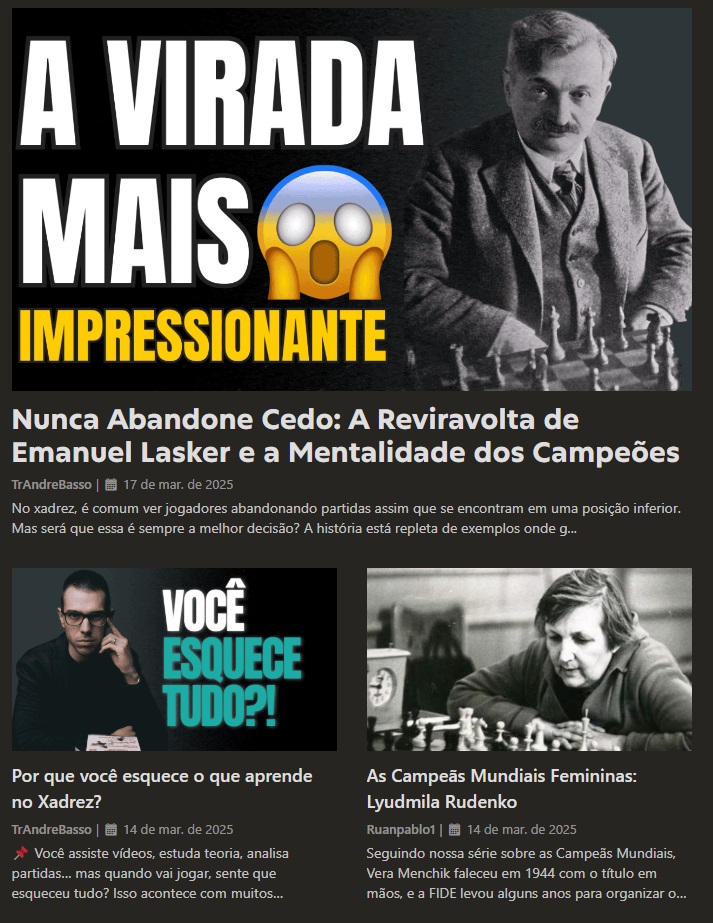 A VIRADA
MAIS
IMPRESSIONANTE
Nunca Abandone Cedo: A Reviravolta de
Emanuel Lasker e a Mentalidade dos Campeões
TrAndreBasso | 17 de mar. de 2025
No xadrez, é comum ver jogadores abandonando partidas assim que se encontram em uma posição inferior.
Mas será que essa é sempre a melhor decisão? A história está repleta de exemplos onde g...
VOCÊ
ESQUECE
TUDO?!
Por que você esquece o que aprende
no Xadrez?
TrAndreBasso | 14 de mar. de 2025
📌 Você assiste vídeos, estuda teoria, analisa
partidas... mas quando vai jogar, sente que
esqueceu tudo? Isso acontece com muitos...
As Campeãs Mundiais Femininas:
Lyudmila Rudenko
Ruanpablo1 | 14 de mar. de 2025
Seguindo nossa série sobre as Campeãs Mundiais,
Vera Menchik faleceu em 1944 com o título em
mãos, e a FIDE levou alguns anos para organizar o...